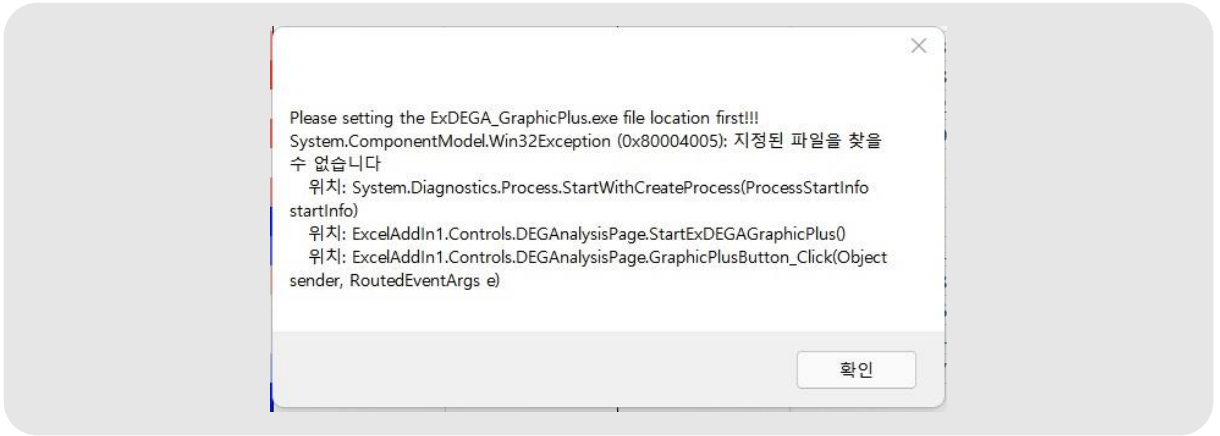 Please setting the ExDEGA_GraphicPlus.exe file location first!!!
System.ComponentModel.Win32Exception (0x80004005): 지정된 파일을 찾을
수 없습니다
위치: System.Diagnostics.Process.StartWithCreateProcess(ProcessStartInfo
startInfo)
위치: ExcelAddIn1.Controls.DEGAnalysisPage.StartExDEGAGraphicPlus()
위치: ExcelAddIn1.Controls.DEGAnalysisPage.GraphicPlusButton_Click(Object
sender, RoutedEventArgs e)
확인